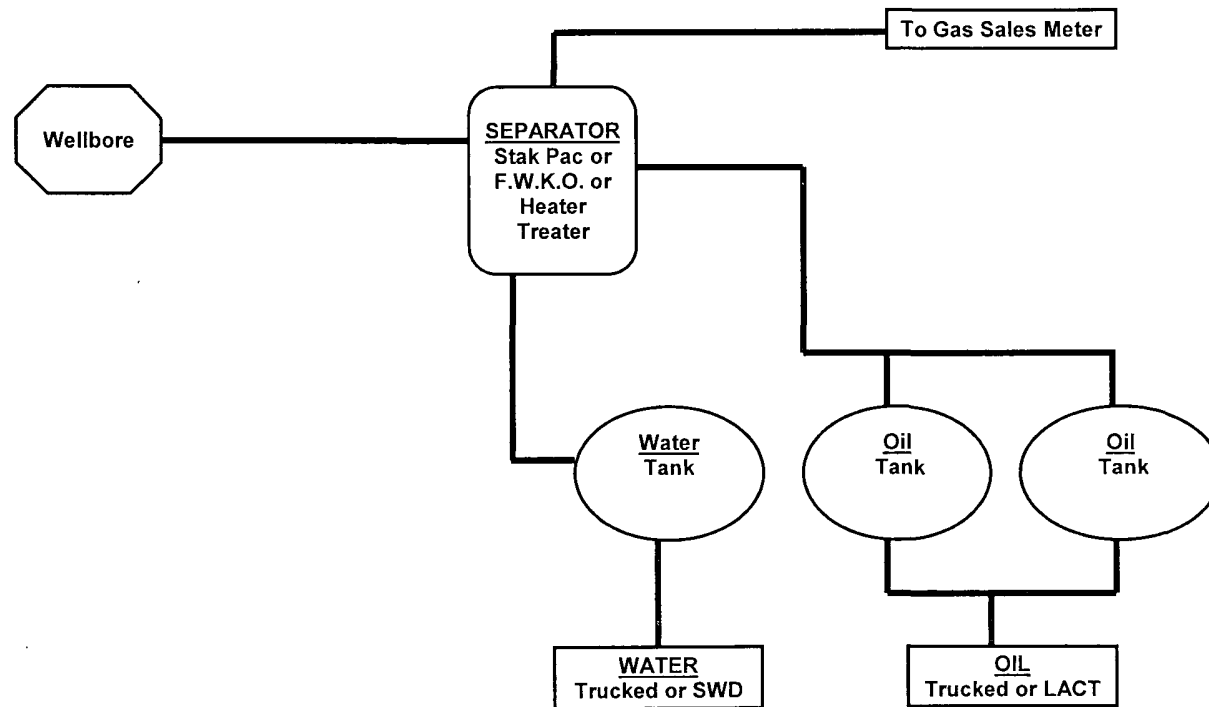 To Gas Sales Meter
Wellbore
SEPARATOR
Stak Pac or
F.W.K.O. or
Heater
Treater
Water
Tank
Oil
Tank
Oil
Tank
WATER
Trucked or SWD
OIL
Trucked or LACT